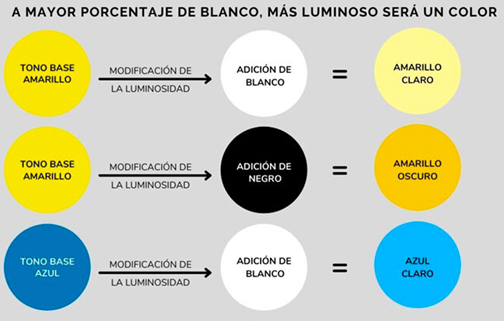 A MAYOR PORCENTAJE DE BLANCO, MÁS LUMINOSO SERÁ UN COLOR
TONO BASE
AMARILLO
MODIFICACIÓN DE
LA LUMINOSIDAD
ADICIÓN DE
BLANCO
=
AMARILLO
CLARO
TONO BASE
AMARILLO
MODIFICACIÓN DE
LA LUMINOSIDAD
ADICIÓN DE
NEGRO
=
AMARILLO
OSCURO
TONO BASE
AZUL
MODIFICACIÓN DE
LA LUMINOSIDAD
ADICIÓN DE
BLANCO
=
AZUL
CLARO